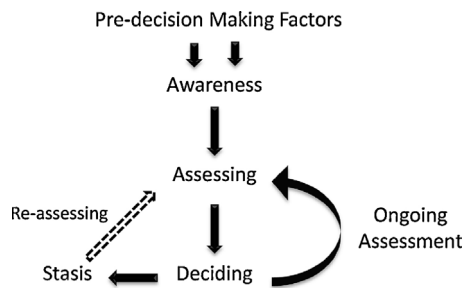 Pre-decision Making Factors
Awareness
Assessing
Re-assessing
Ongoing
Assessment
Stasis
Deciding